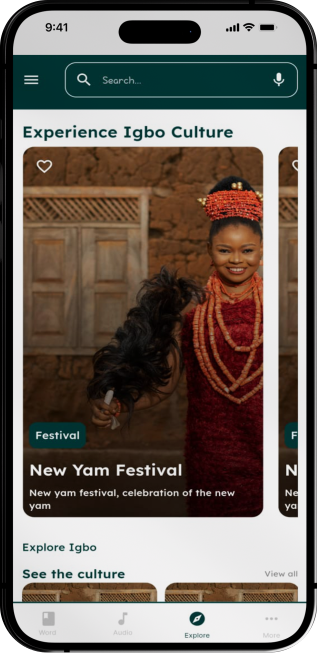 9:41
Search...
Experience Igbo Culture
Festival
F
New Yam Festival
N
New yam festival, celebration of the new
yam
Ne
ya
Explore Igbo
See the culture
View all
Word
Audio
Explore
More